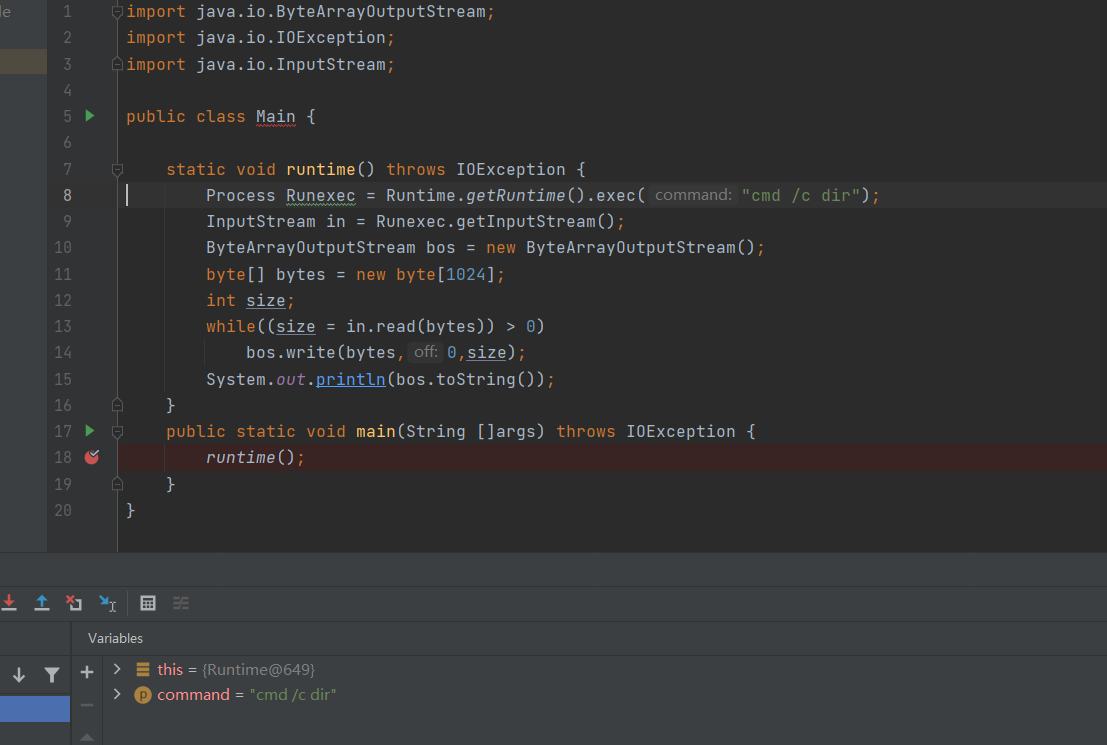 le
1 import java.io.ByteArrayOutputStream;
2 import java.io.IOException;
3 import java.io.InputStream;
4
5 public class Main {
6
7 static void runtime() throws IOException {
8 Process Runexec = Runtime.getRuntime().exec( command: "cmd /c dir");
9 InputStream in = Runexec.getInputStream();
10 ByteArrayOutputStream bos = new ByteArrayOutputStream();
11 byte[] bytes = new byte[1024];
12 int size;
13 while((size = in.read(bytes)) > 0)
14 bos.write(bytes, off: 0,size);
15 System.out.println(bos.toString());
16 }
17 public static void main(String []args) throws IOException {
18 runtime();
19 }
20 }
Variables
this = {Runtime@649}
p command = "cmd /c dir"